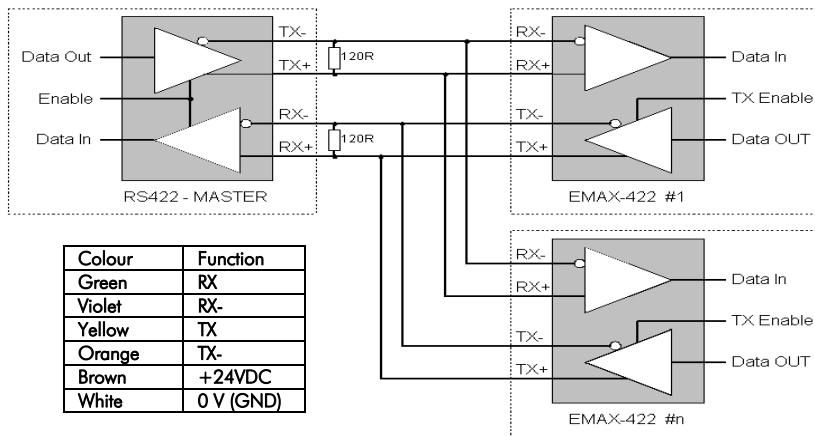 TX- RX-
Data Out 120R Data In
TX+ RX+
Enable TX Enable
RX- TX-
Data In 120R Data OUT
RX+ TX+
RS422 - MASTER EMAX-422 #1
Colour Function
Green RX
Violet RX-
Yellow TX
Orange TX-
Brown +24VDC
White 0 V (GND)
RX-
Data In
RX+
TX Enable
TX-
Data OUT
TX+
EMAX-422 #n